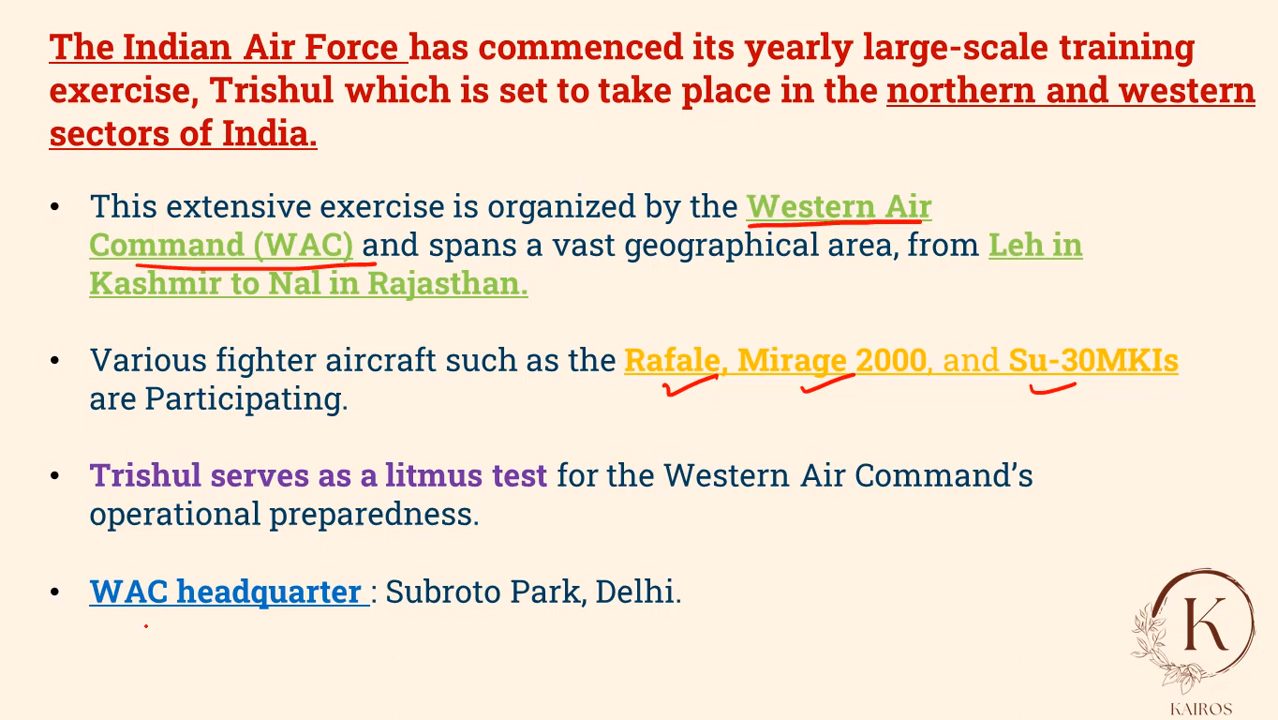 The Indian Air Force has commenced its yearly large-scale training
exercise, Trishul which is set to take place in the northern and western
sectors of India.
• This extensive exercise is organized by the Western Air
Command (WAC) and spans a vast geographical area, from Leh in
Kashmir to Nal in Rajasthan.
• Various fighter aircraft such as the Rafale, Mirage 2000, and Su-30MKIs
are Participating.
• Trishul serves as a litmus test for the Western Air Command’s
operational preparedness.
• WAC headquarter : Subroto Park, Delhi.
K
KAIROS